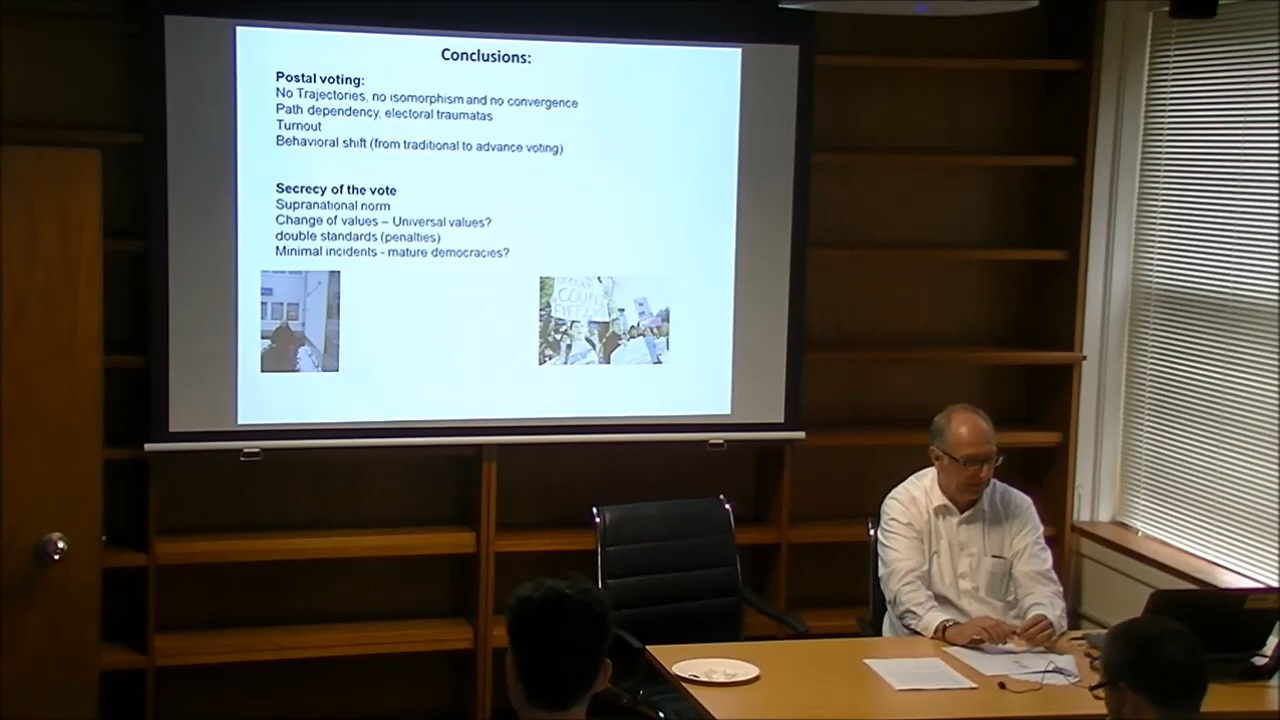 Conclusions:
Postal voting:
No Trajectories, no isomorphism and no convergence
Path dependency, electoral traumatas
Turnout
Behavioral shift (from traditional to advance voting)
Secrecy of the vote
Supranational norm
Change of values – Universal values?
double standards (penalties)
Minimal incidents - mature democracies?
COUNT